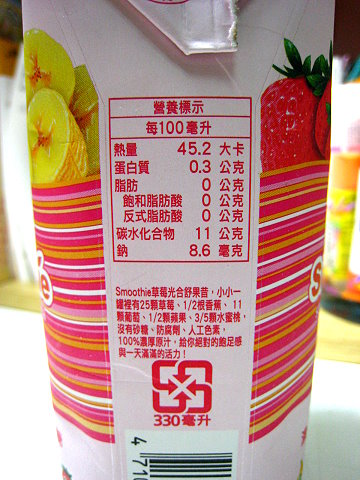 營養標示
每100毫升
熱量 45.2 大卡
蛋白質 0.3 公克
脂肪 0 公克
飽和脂肪酸 0 公克
反式脂肪酸 0 公克
碳水化合物 11 公克
鈉 8.6 毫克
Smoothie草莓光合舒果昔，小小一
罐裡有25顆草莓、1/2根香蕉、11
顆葡萄、1/2顆蘋果、3/5顆水蜜桃，
沒有砂糖、防腐劑、人工色素，
100%濃厚原汁，給你絕對的飽足感
與一天滿滿的活力！
330毫升
4 710